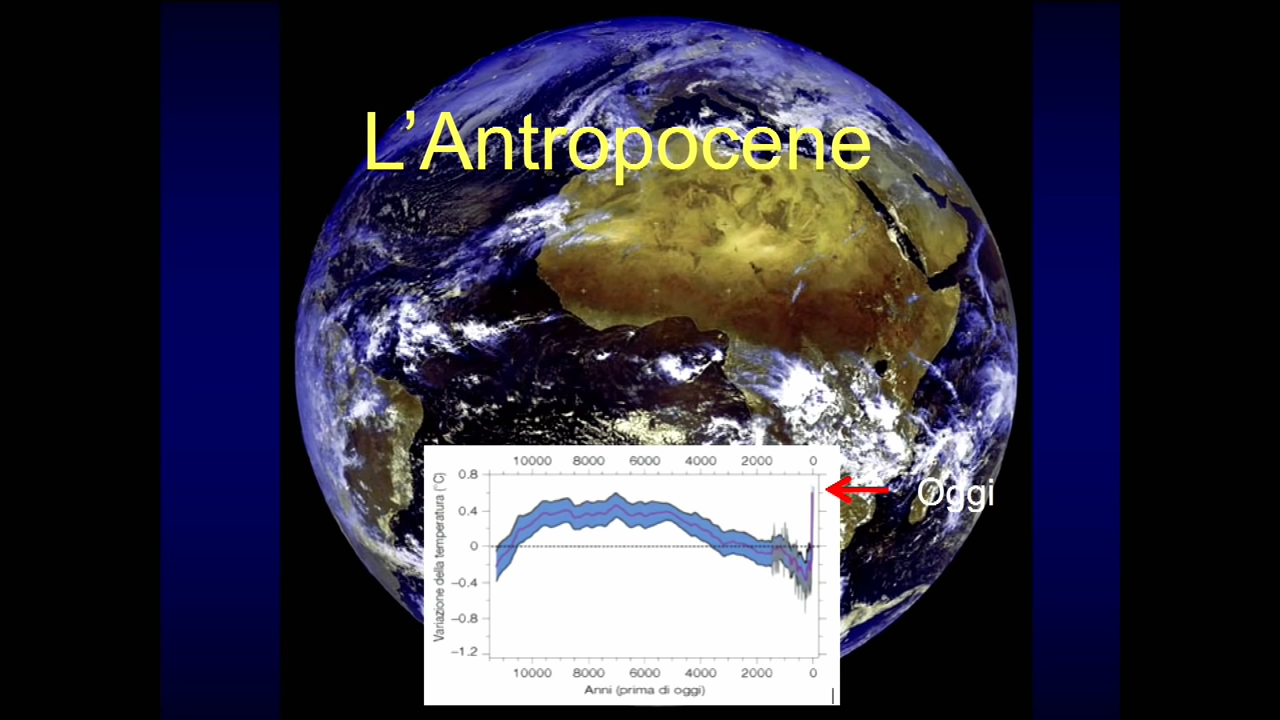 L’Antropocene
10000 8000 6000 4000 2000 0
Variazione della temperatura (°C)
0.8
0.4
0
−0.4
−0.8
−1.2
Oggi
10000 8000 6000 4000 2000 0
Anni (prima di oggi)